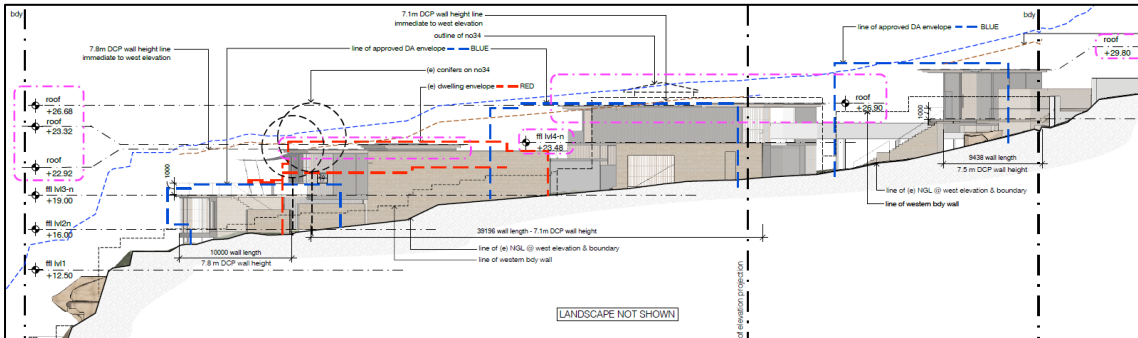 7.1m DCP wall height line
immediate to west elevation
outline of no34
line of approved DA envelope BLUE
7.8m DCP wall height line
immediate to west elevation
(e) conifers on no34
(e) dwelling envelope RED
bdy
line of approved DA envelope BLUE
bdy
roof
+29.80
roof
+26.68
roof
+23.32
roof
+22.92
ffl lvl3-n
+19.00
ffl lvl2n
+16.00
ffl lvl1
+12.50
1000
ffl lvl4-n
+23.48
roof
+26.90
1000
9438 wall length
7.5m DCP wall height
line of (e) NGL @ west elevation & boundary
line of western bdy wall
39196 wall length - 7.1m DCP wall height
10000 wall length
7.8 m DCP wall height
line of (e) NGL @ west elevation & boundary
line of western bdy wall
LANDSCAPE NOT SHOWN
of elevation projection